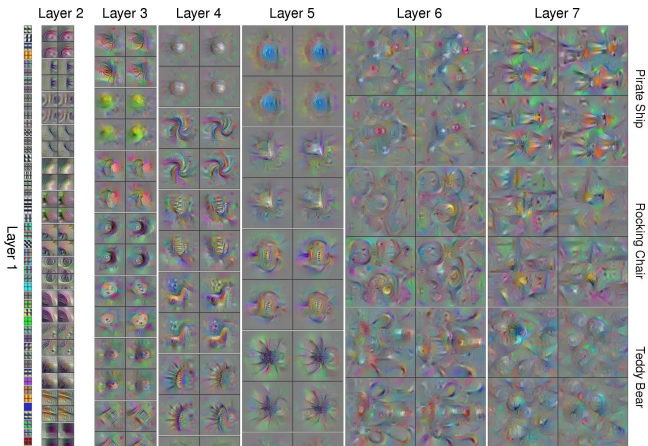 Layer 2
Layer 3
Layer 4
Layer 5
Layer 6
Layer 7
Layer 1
Pirate Ship
Rocking Chair
Teddy Bear